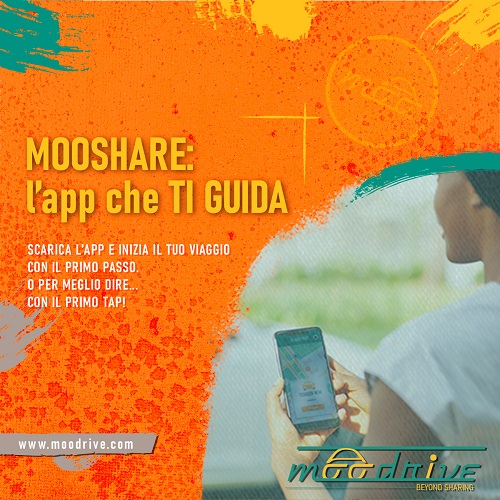 MOOSHARE:
l'app che TI GUIDA
SCARICA L'APP E INIZIA IL TUO VIAGGIO
CON IL PRIMO PASSO.
O PER MEGLIO DIRE...
CON IL PRIMO TAP!
www.moodrive.com
moodrive
BEYOND SHARING